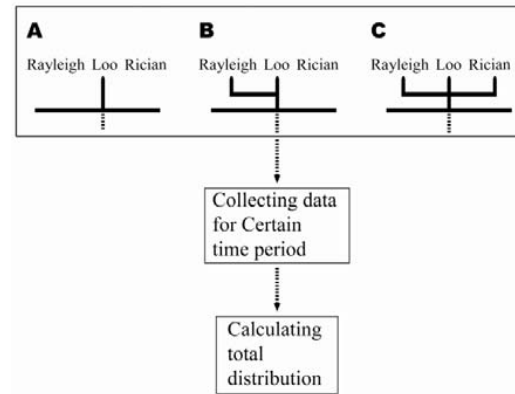 A
Rayleigh Loo Rician
B
Rayleigh Loo Rician
C
Rayleigh Loo Rician
Collecting data
for Certain
time period
Calculating
total
distribution